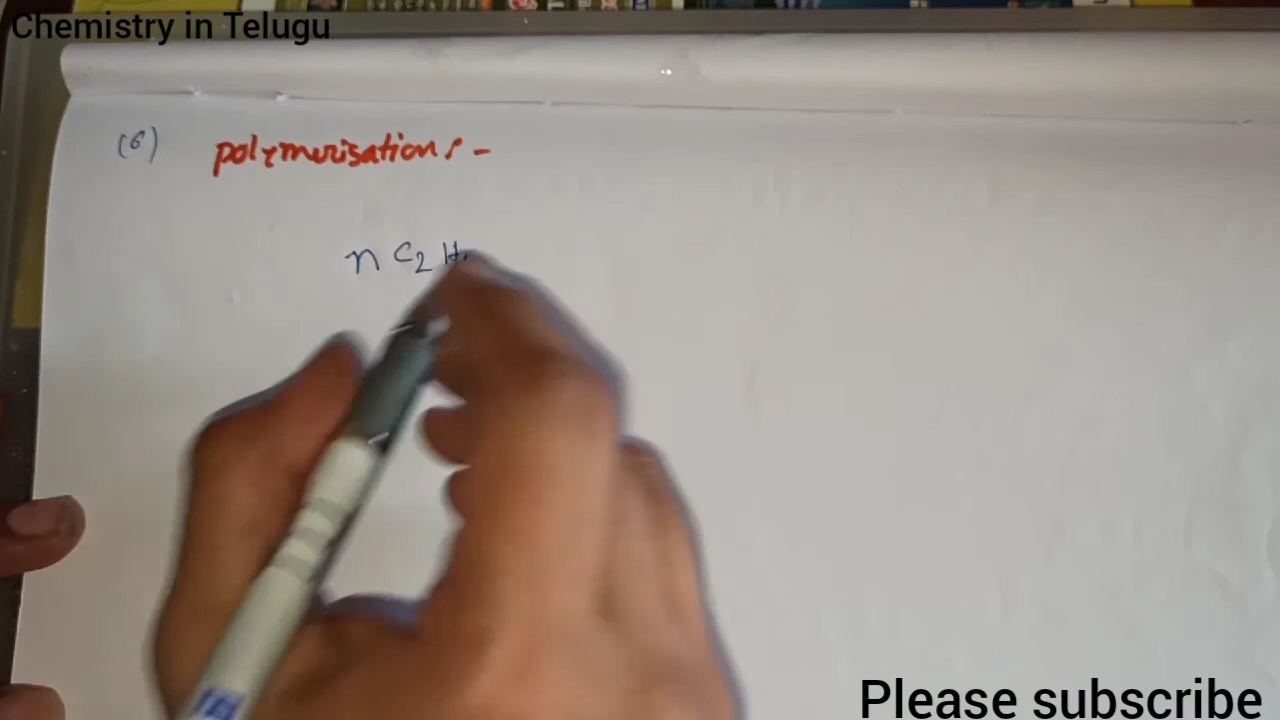 Chemistry in Telugu
(6) polymerisation :-
n C2 H
Please subscribe